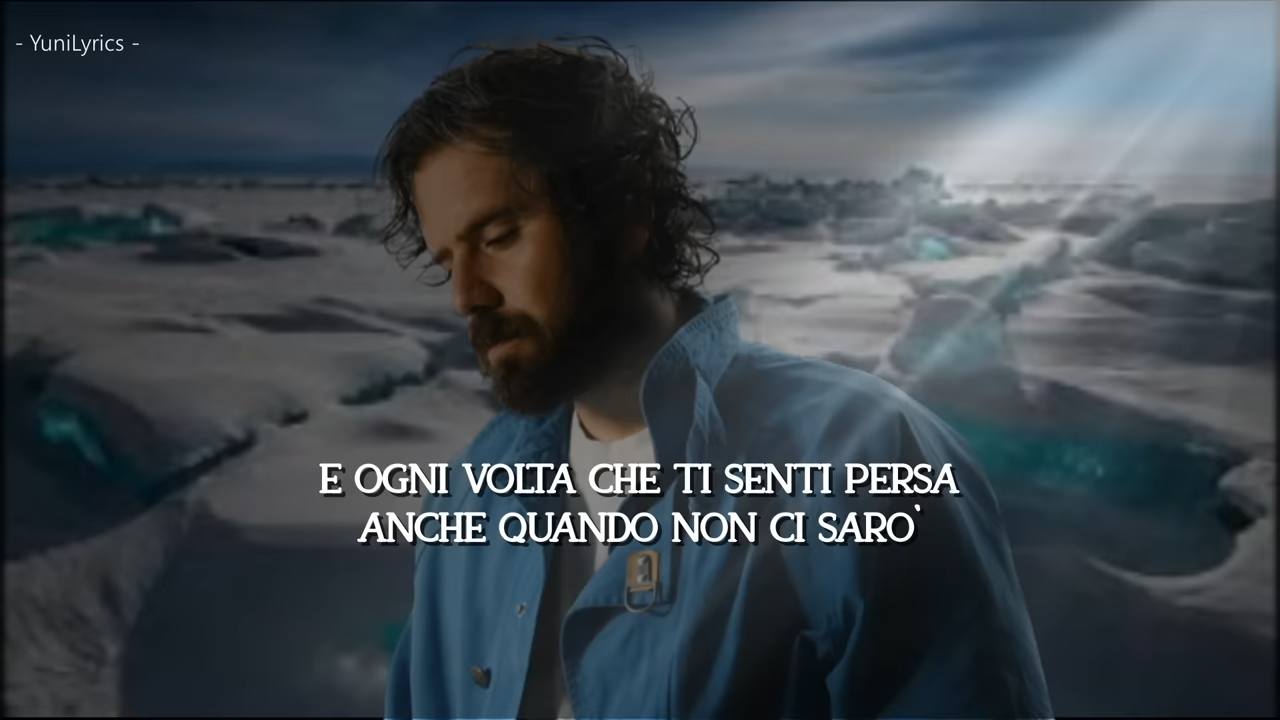 - YuniLyrics -
E OGNI VOLTA CHE TI SENTI PERSA
ANCHE QUANDO NON CI SARO`